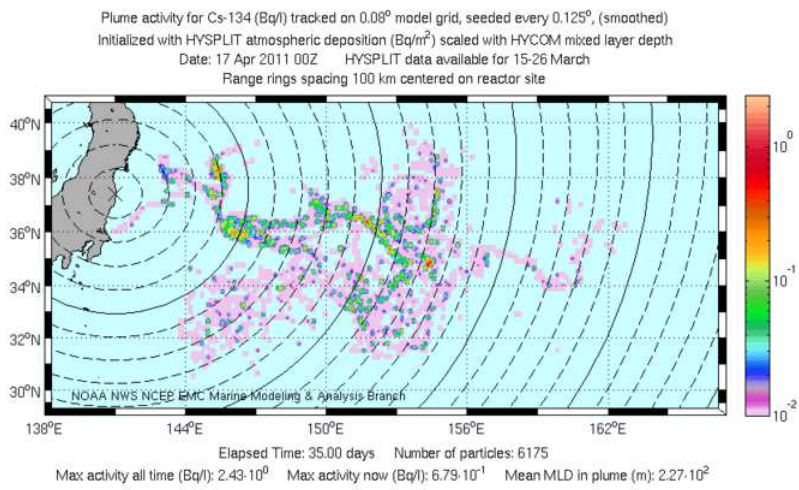 Plume activity for Cs-134 (Bq/l) tracked on 0.08° model grid, seeded every 0.125°, (smoothed)
Initialized with HYSPLIT atmospheric deposition (Bq/m²) scaled with HYCOM mixed layer depth
Date: 17 Apr 2011 00Z HYSPLIT data available for 15-26 March
Range rings spacing 100 km centered on reactor site
40°N
38°N
36°N
34°N
32°N
30°N
NOAA NWS NCEP EMC Marine Modeling & Analysis Branch
138°E 144°E 150°E 156°E 162°E
10⁰
10⁻¹
10⁻²
Elapsed Time: 35.00 days Number of particles: 6175
Max activity all time (Bq/l): 2.43·10⁰ Max activity now (Bq/l): 6.79·10⁻¹ Mean MLD in plume (m): 2.27·10²